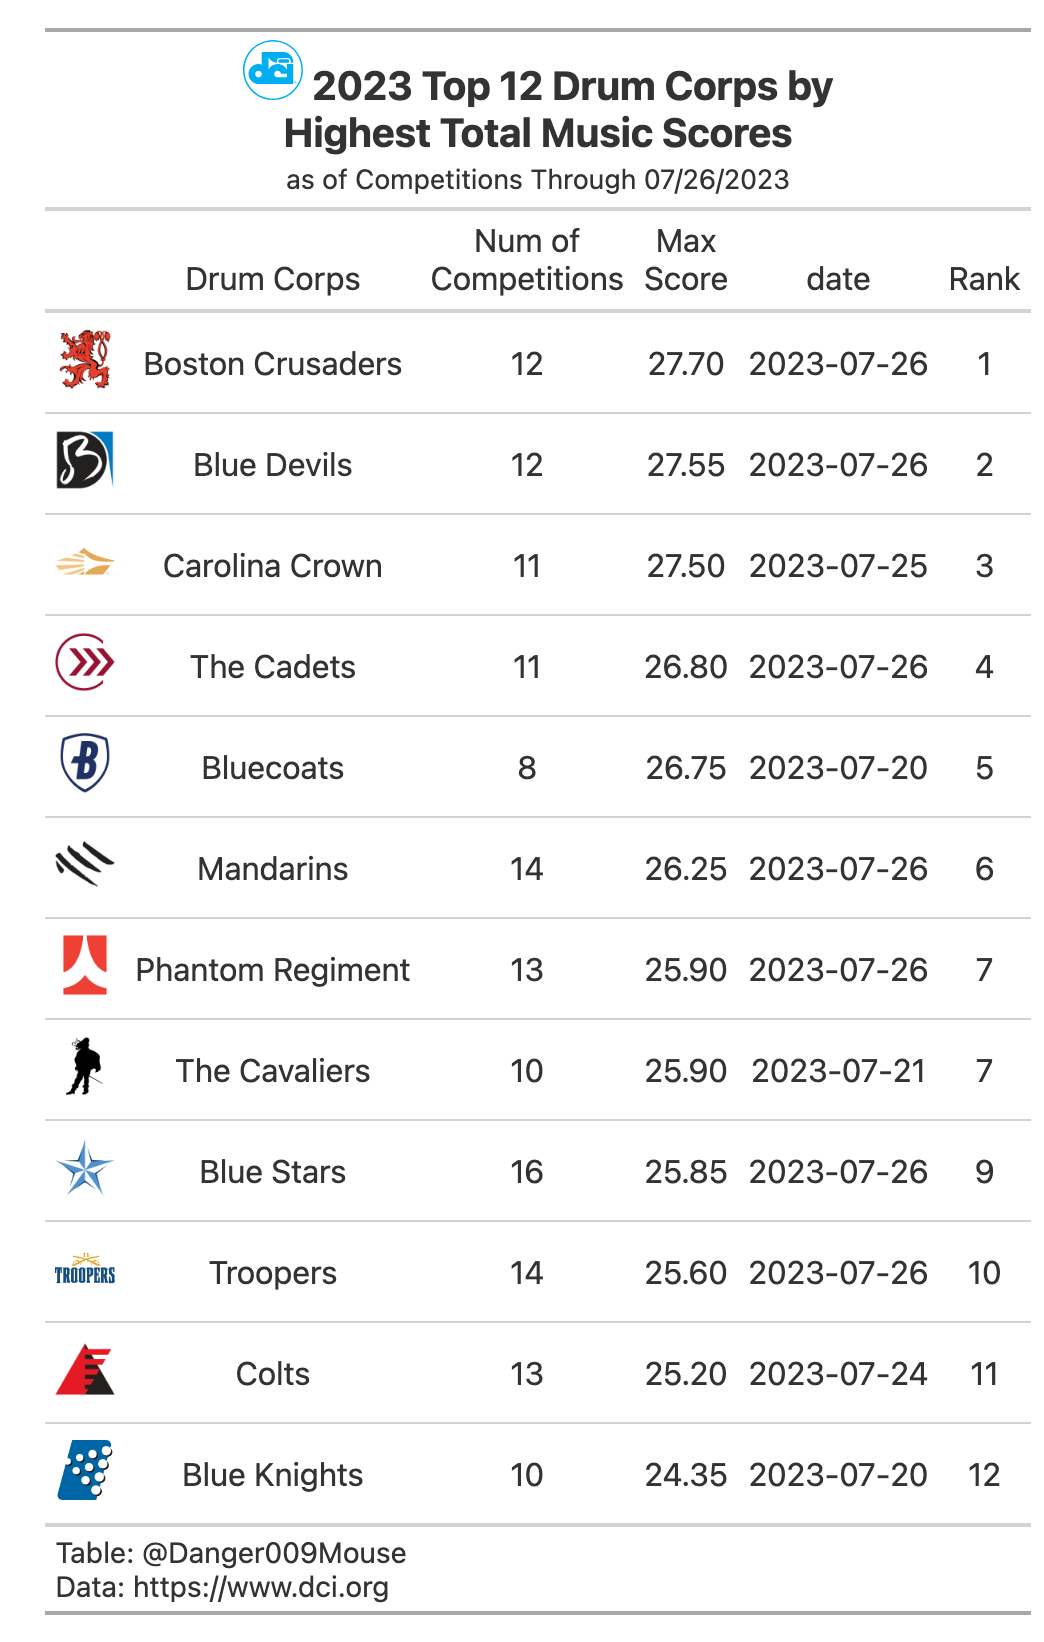 dci 2023 Top 12 Drum Corps by
Highest Total Music Scores
as of Competitions Through 07/26/2023
Drum Corps Num of Competitions Max Score date Rank
Boston Crusaders 12 27.70 2023-07-26 1
Blue Devils 12 27.55 2023-07-26 2
Carolina Crown 11 27.50 2023-07-25 3
The Cadets 11 26.80 2023-07-26 4
B Bluecoats 8 26.75 2023-07-20 5
Mandarins 14 26.25 2023-07-26 6
Phantom Regiment 13 25.90 2023-07-26 7
The Cavaliers 10 25.90 2023-07-21 7
Blue Stars 16 25.85 2023-07-26 9
TROOPERS Troopers 14 25.60 2023-07-26 10
Colts 13 25.20 2023-07-24 11
Blue Knights 10 24.35 2023-07-20 12
Table: @Danger009Mouse
Data: https://www.dci.org